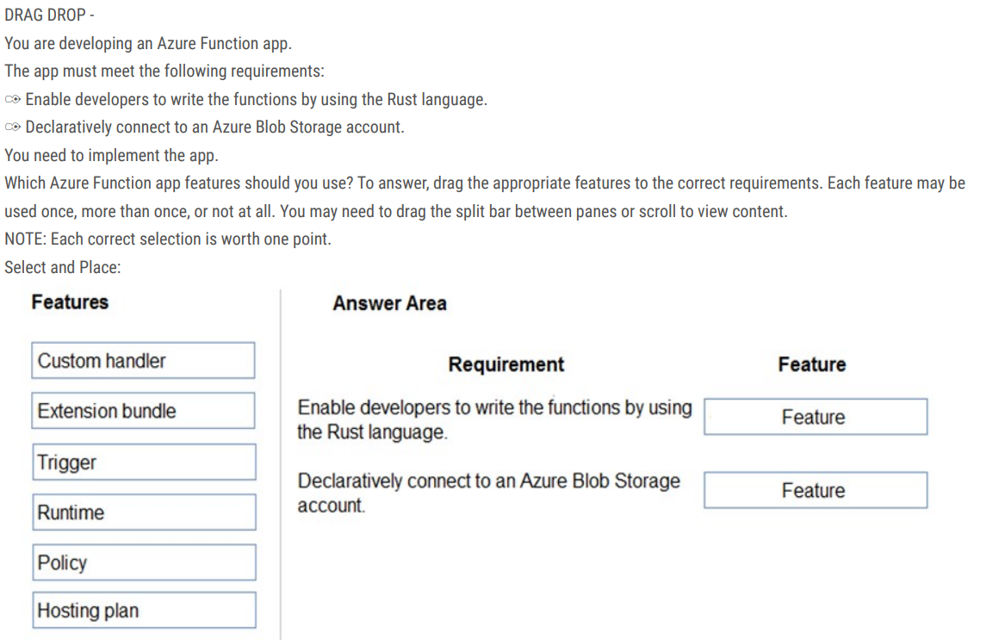 DRAG DROP -
You are developing an Azure Function app.
The app must meet the following requirements:
Enable developers to write the functions by using the Rust language.
Declaratively connect to an Azure Blob Storage account.
You need to implement the app.
Which Azure Function app features should you use? To answer, drag the appropriate features to the correct requirements. Each feature may be
used once, more than once, or not at all. You may need to drag the split bar between panes or scroll to view content.
NOTE: Each correct selection is worth one point.
Select and Place:
Features
Custom handler
Extension bundle
Trigger
Runtime
Policy
Hosting plan
Answer Area
Requirement
Feature
Enable developers to write the functions by using
the Rust language.
Feature
Declaratively connect to an Azure Blob Storage
account.
Feature